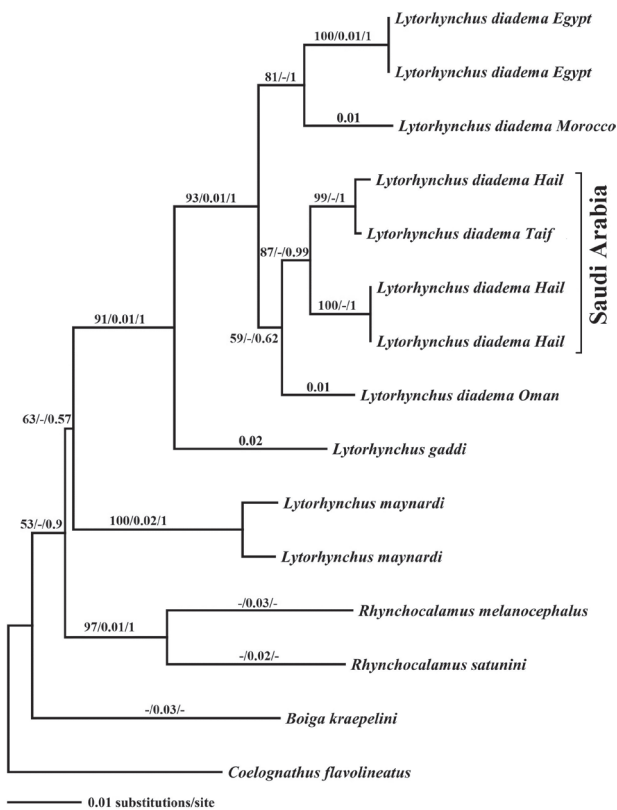 Lytorhynchus diadema Egypt
100/0.01/1
Lytorhynchus diadema Egypt
81/-/1
0.01
Lytorhynchus diadema Morocco
Lytorhynchus diadema Hail
99/-/1
93/0.01/1
Lytorhynchus diadema Taif
87/-/0.99
Lytorhynchus diadema Hail
100/-/1
Lytorhynchus diadema Hail
Saudi Arabia
91/0.01/1
59/-/0.62
0.01
Lytorhynchus diadema Oman
63/-/0.57
0.02
Lytorhynchus gaddi
Lytorhynchus maynardi
100/0.02/1
53/-/0.9
Lytorhynchus maynardi
-/0.03/-
Rhynchocalamus melanocephalus
97/0.01/1
-/0.02/-
Rhynchocalamus satunini
-/0.03/-
Boiga kraepelini
Coelognathus flavolineatus
0.01 substitutions/site